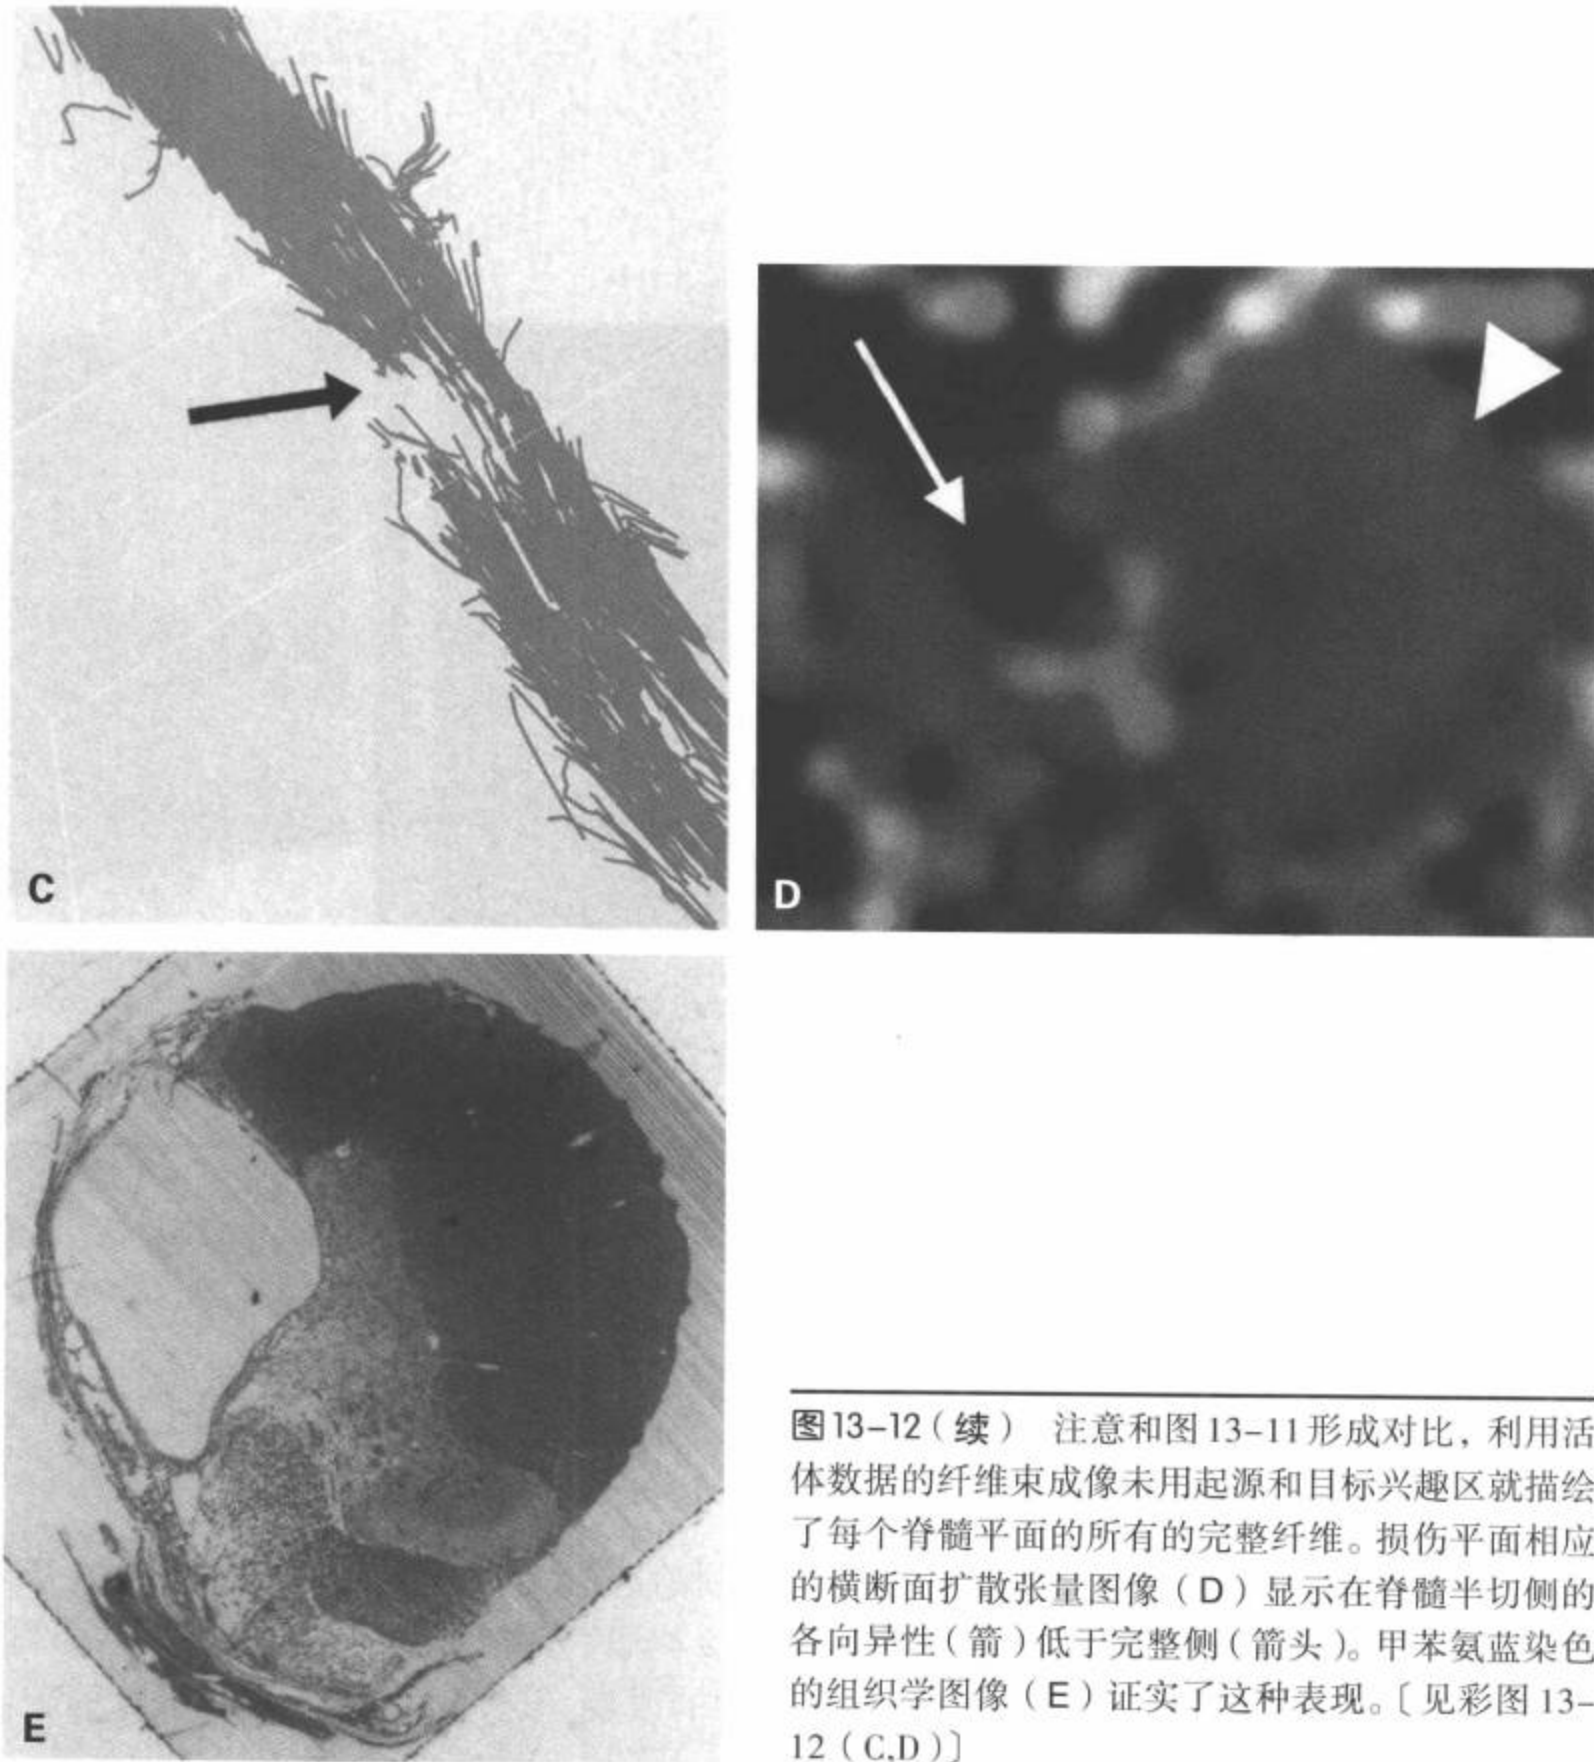 C
D
E
图13-12（续） 注意和图13-11形成对比，利用活
体数据的纤维束成像未用起源和目标兴趣区就描绘
了每个脊髓平面的所有的完整纤维。损伤平面相应
的横断面扩散张量图像（D）显示在脊髓半切侧的
各向异性（箭）低于完整侧（箭头）。甲苯氨蓝染色
的组织学图像（E）证实了这种表现。〔见彩图13-
12（C,D）〕